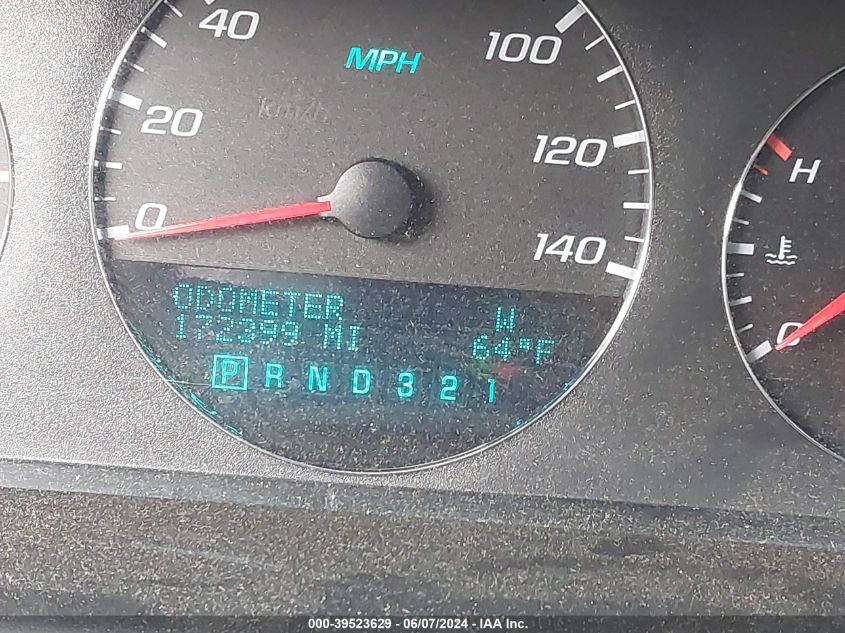 40
MPH
100
km/h
20
120
H
0
140
ODOMETER W
172399 MI 64°F
P R N D 3 2 1
000-39523629 - 06/07/2024 - IAA Inc.